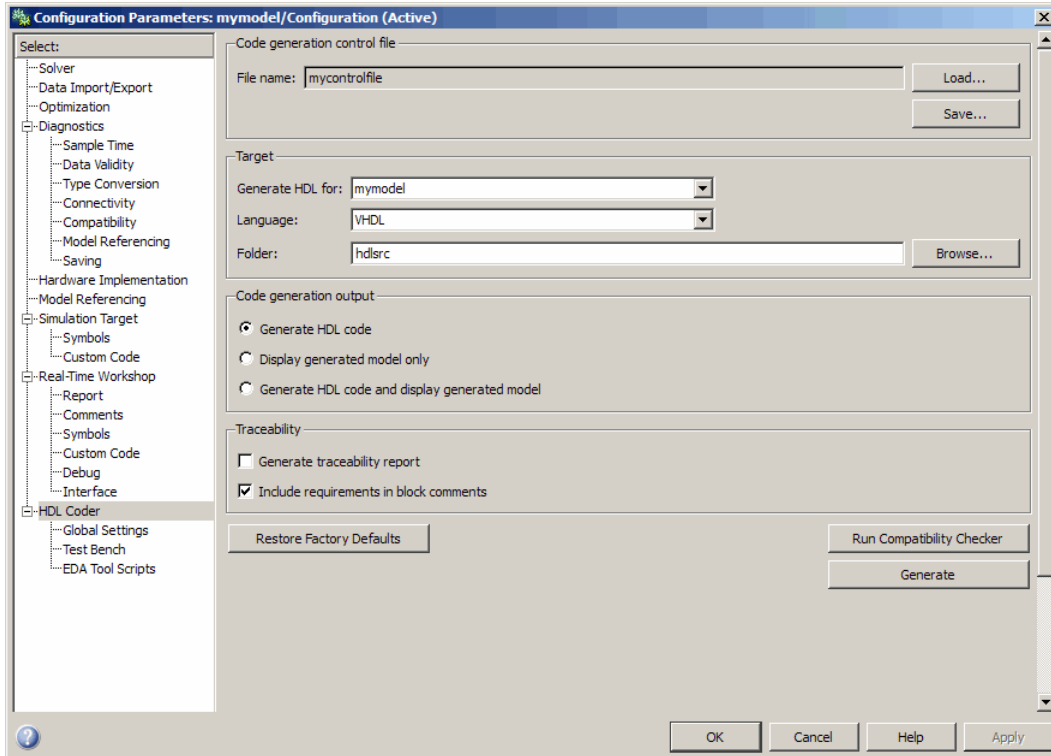 Configuration Parameters: mymodel/Configuration (Active)
Select:
Solver
Data Import/Export
Optimization
Diagnostics
Sample Time
Data Validity
Type Conversion
Connectivity
Compatibility
Model Referencing
Saving
Hardware Implementation
Model Referencing
Simulation Target
Symbols
Custom Code
Real-Time Workshop
Report
Comments
Symbols
Custom Code
Debug
Interface
HDL Coder
Global Settings
Test Bench
EDA Tool Scripts
Code generation control file
File name: mycontrolfile
Load...
Save...
Target
Generate HDL for: mymodel
Language: VHDL
Folder: hdlsrc Browse...
Code generation output
Generate HDL code
Display generated model only
Generate HDL code and display generated model
Traceability
Generate traceability report
Include requirements in block comments
Restore Factory Defaults
Run Compatibility Checker
Generate
OK Cancel Help Apply